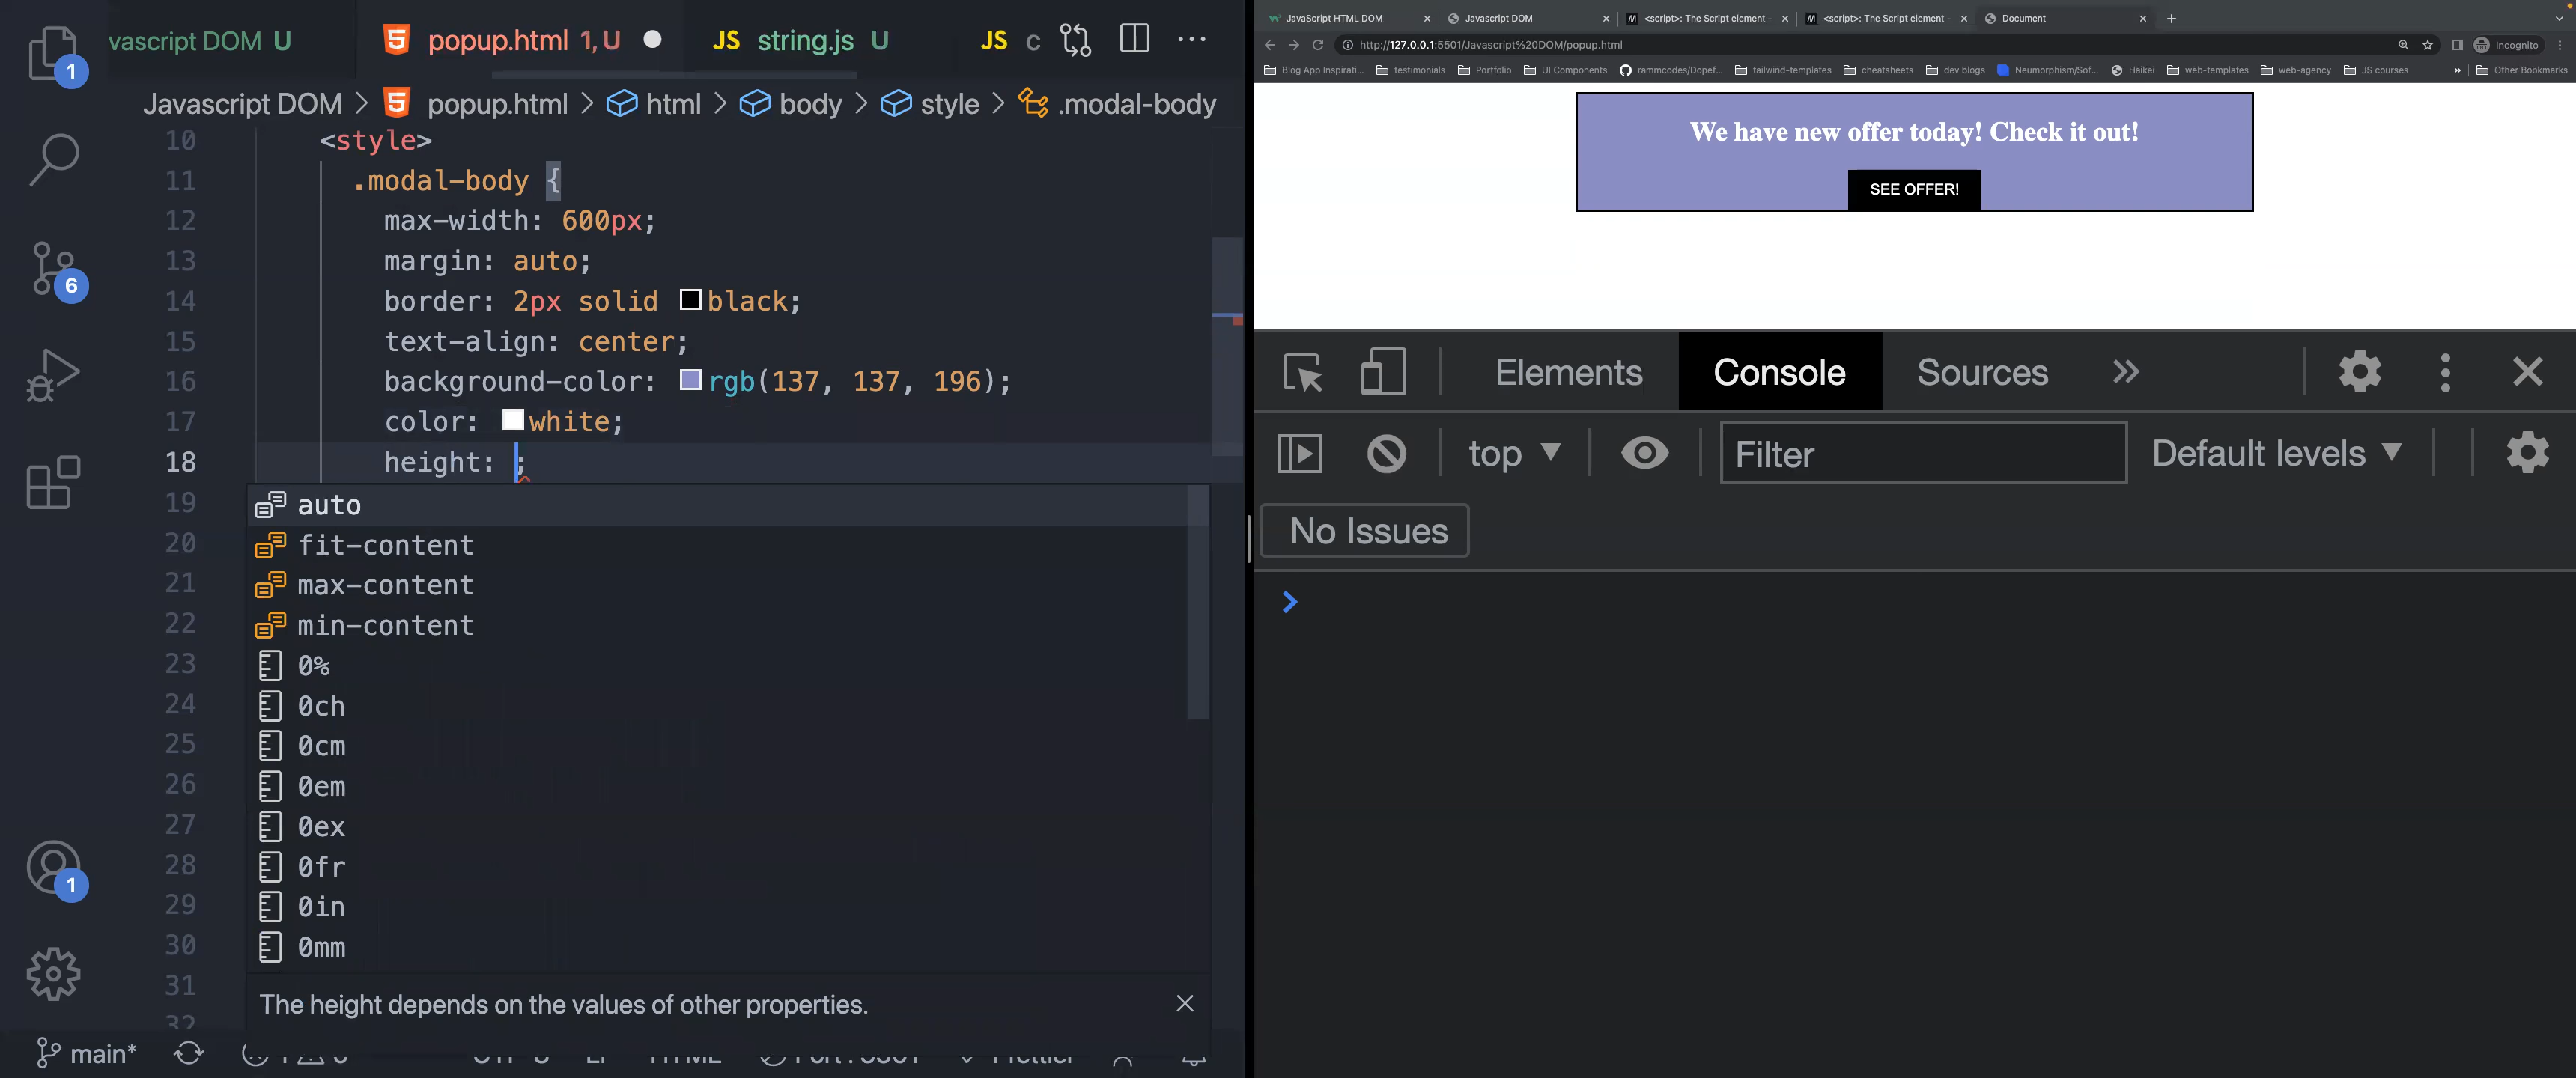 vascript DOM U
popup.html 1, U
JS string.js U
JS c
Javascript DOM > popup.html > html > body > style > .modal-body
10 <style>
11 .modal-body {
12 max-width: 600px;
13 margin: auto;
14 border: 2px solid black;
15 text-align: center;
16 background-color: rgb(137, 137, 196);
17 color: white;
18 height: ;
19
20
21
22
23
24
25
26
27
28
29
30
31
32
auto
fit-content
max-content
min-content
0%
0ch
0cm
0em
0ex
0fr
0in
0mm
The height depends on the values of other properties.
1
6
1
main*
JavaScript HTML DOM
Javascript DOM
<script>: The Script element -
<script>: The Script element -
Document
http://127.0.0.1:5501/Javascript%20DOM/popup.html
Incognito
Blog App Inspirati... testimonials Portfolio UI Components rammcodes/Dopef... tailwind-templates cheatsheets dev blogs Neumorphism/Sof... Haikei web-templates web-agency JS courses » Other Bookmarks
We have new offer today! Check it out!
SEE OFFER!
Elements Console Sources »
top Filter Default levels
No Issues
>